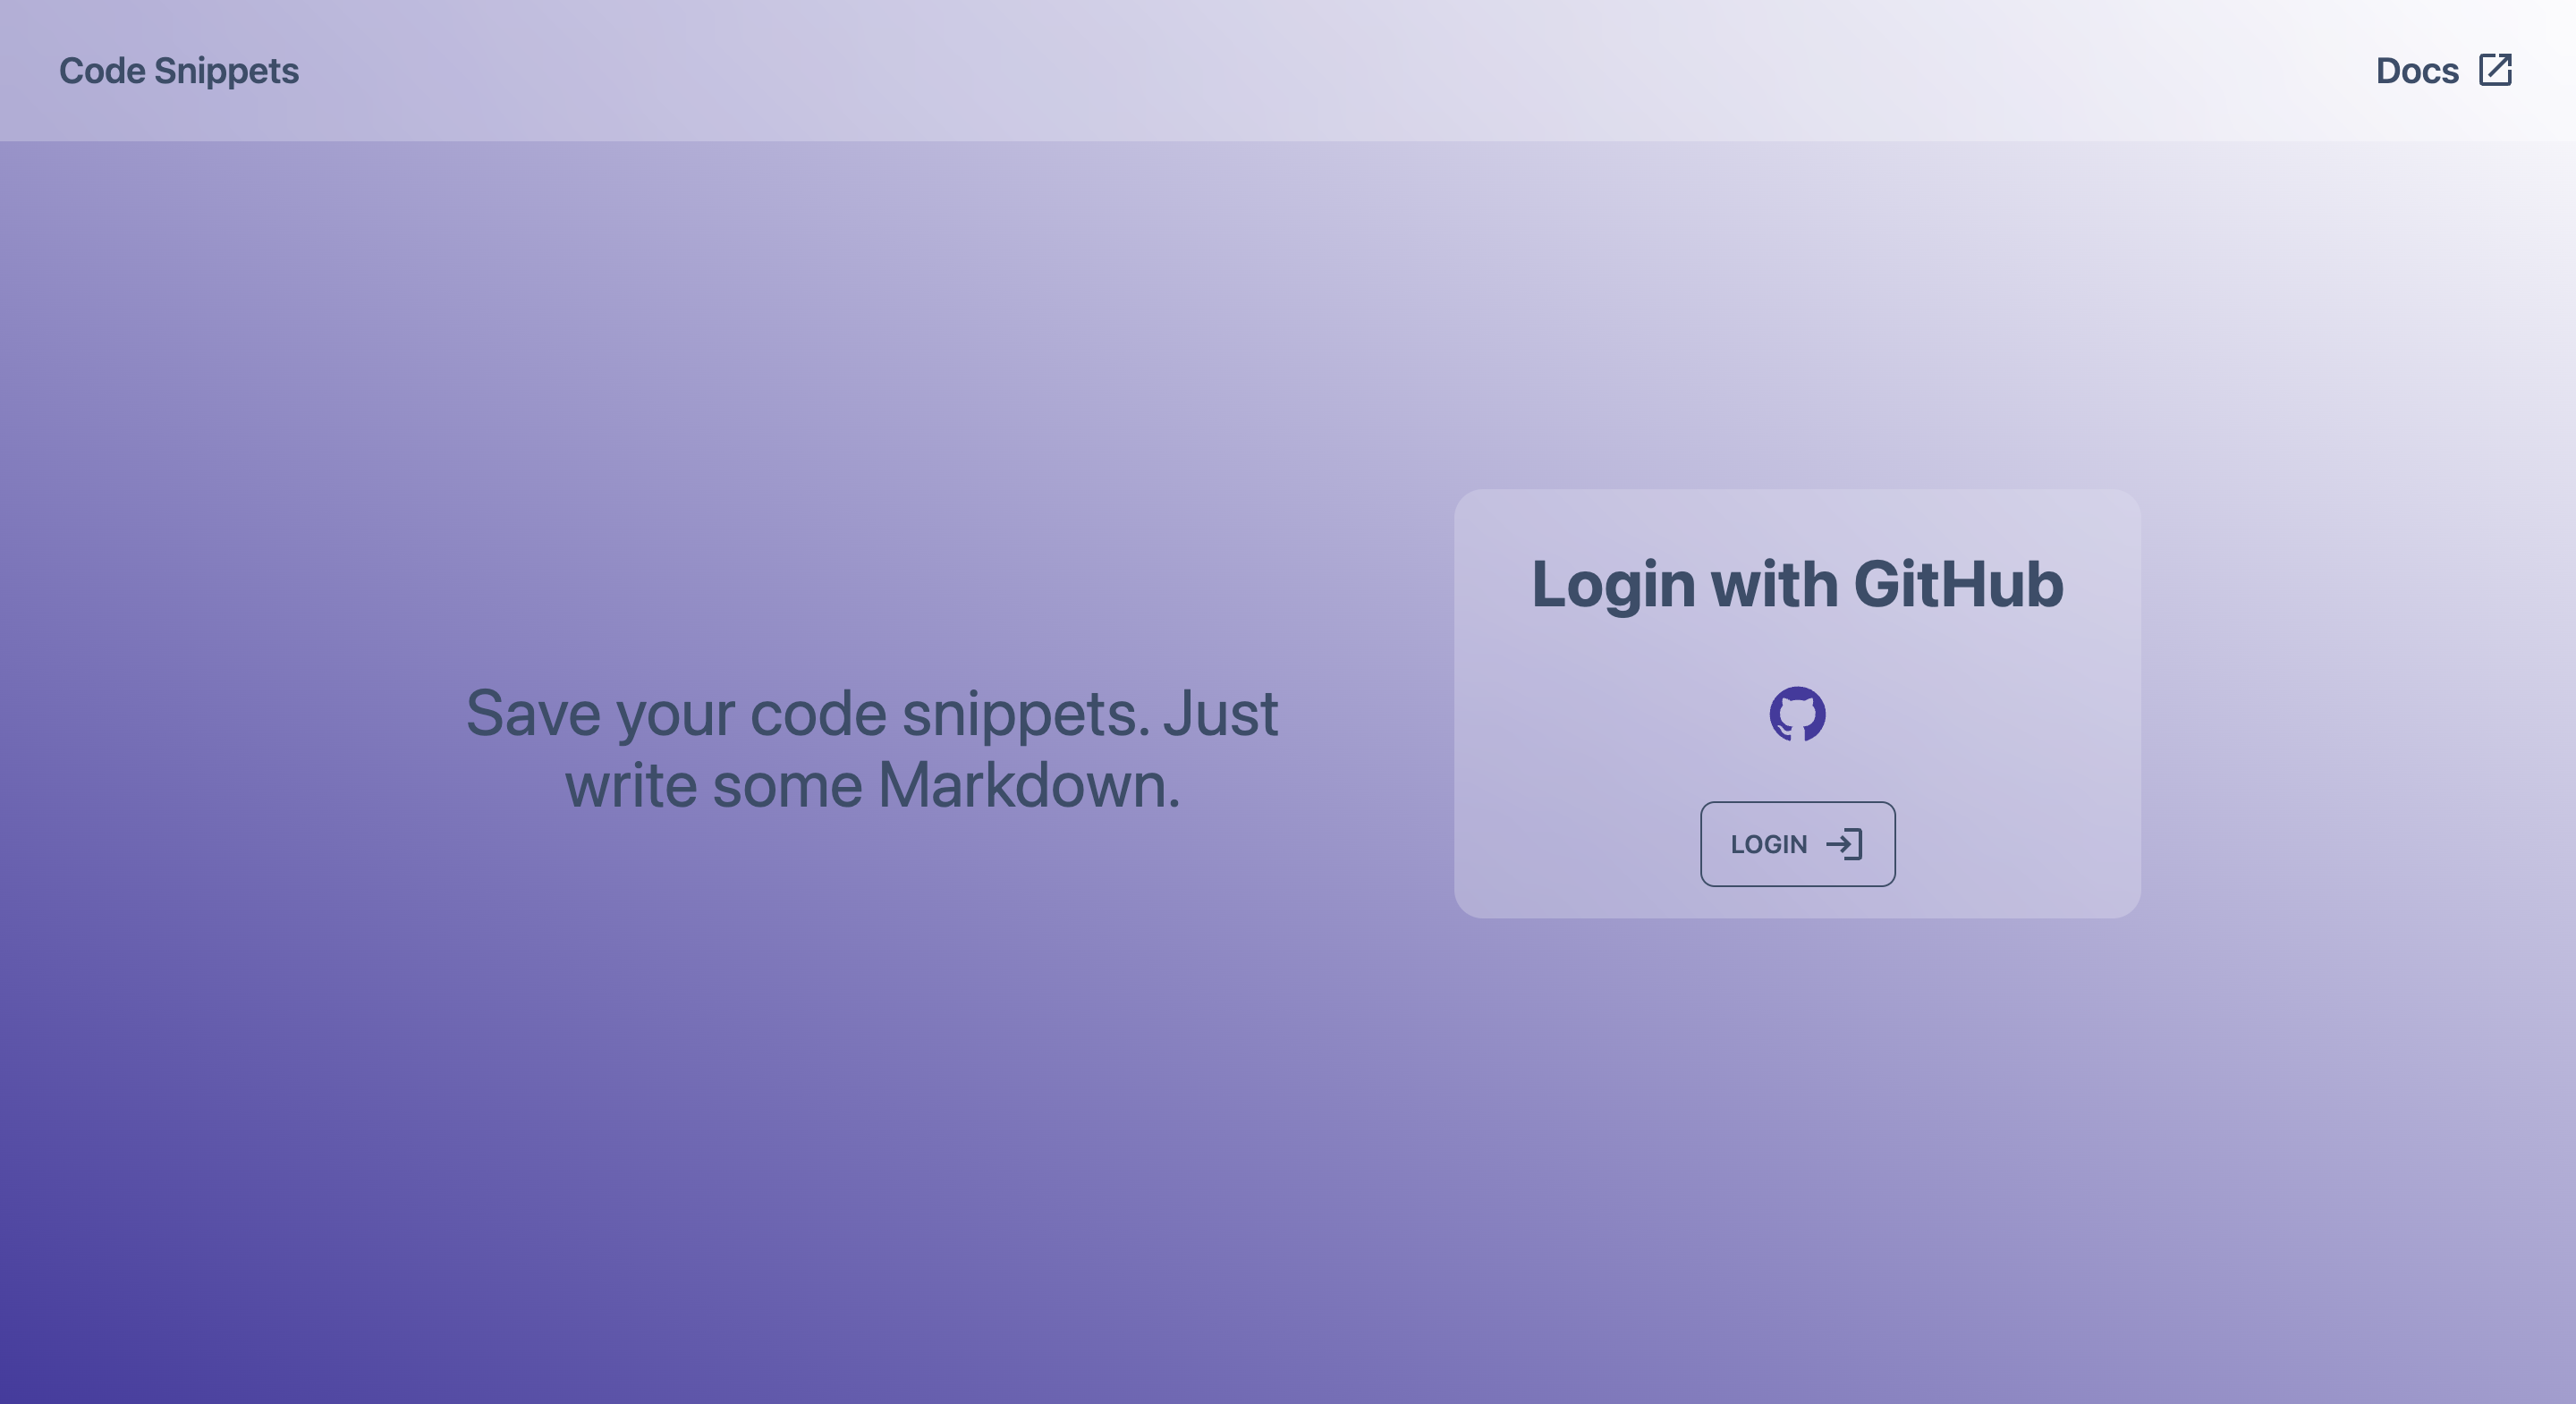 Code Snippets
Docs
Save your code snippets. Just
write some Markdown.
Login with GitHub
LOGIN